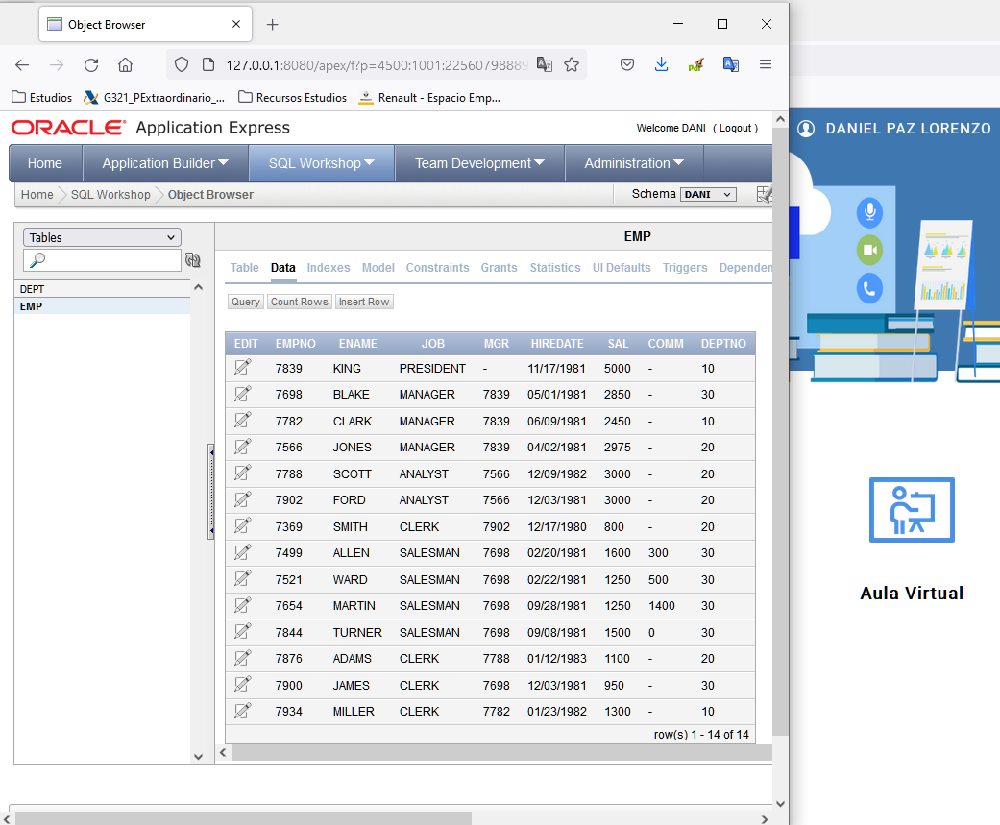 Object Browser
127.0.0.1:8080/apex/f?p=4500:1001:22560798889
Estudios G321_PExtraordinario_... Recursos Estudios Renault - Espacio Emp...
ORACLE® Application Express
Welcome DANI ( Logout )
DANIEL PAZ LORENZO
Home Application Builder SQL Workshop Team Development Administration
Home SQL Workshop Object Browser Schema DANI
Tables
EMP
Table Data Indexes Model Constraints Grants Statistics UI Defaults Triggers Dependen
DEPT
EMP
Query Count Rows Insert Row
EDIT EMPNO ENAME JOB MGR HIREDATE SAL COMM DEPTNO
7839 KING PRESIDENT - 11/17/1981 5000 - 10
7698 BLAKE MANAGER 7839 05/01/1981 2850 - 30
7782 CLARK MANAGER 7839 06/09/1981 2450 - 10
7566 JONES MANAGER 7839 04/02/1981 2975 - 20
7788 SCOTT ANALYST 7566 12/09/1982 3000 - 20
7902 FORD ANALYST 7566 12/03/1981 3000 - 20
7369 SMITH CLERK 7902 12/17/1980 800 - 20
7499 ALLEN SALESMAN 7698 02/20/1981 1600 300 30
7521 WARD SALESMAN 7698 02/22/1981 1250 500 30
7654 MARTIN SALESMAN 7698 09/28/1981 1250 1400 30
7844 TURNER SALESMAN 7698 09/08/1981 1500 0 30
7876 ADAMS CLERK 7788 01/12/1983 1100 - 20
7900 JAMES CLERK 7698 12/03/1981 950 - 30
7934 MILLER CLERK 7782 01/23/1982 1300 - 10
row(s) 1 - 14 of 14
Aula Virtual